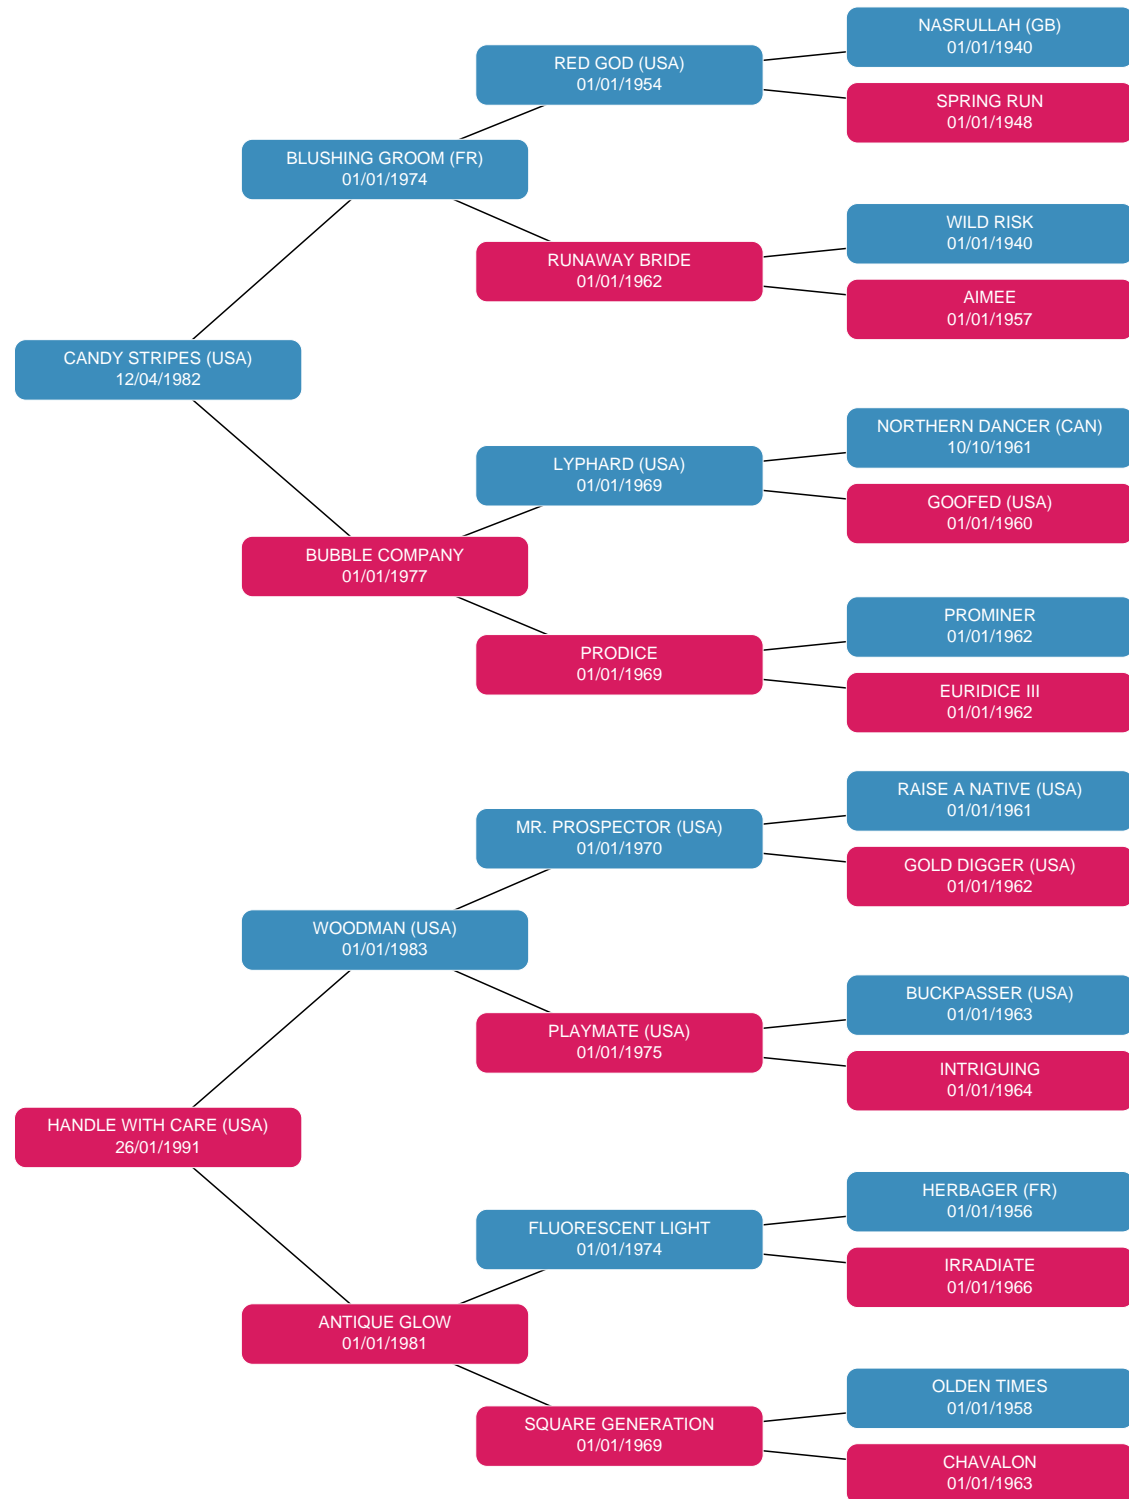 NASRULLAH (GB)
01/01/1940
RED GOD (USA)
01/01/1954
SPRING RUN
01/01/1948
BLUSHING GROOM (FR)
01/01/1974
WILD RISK
01/01/1940
RUNAWAY BRIDE
01/01/1962
AIMEE
01/01/1957
CANDY STRIPES (USA)
12/04/1982
NORTHERN DANCER (CAN)
10/10/1961
LYPHARD (USA)
01/01/1969
GOOFED (USA)
01/01/1960
BUBBLE COMPANY
01/01/1977
PROMINER
01/01/1962
PRODICE
01/01/1969
EURIDICE III
01/01/1962
RAISE A NATIVE (USA)
01/01/1961
MR. PROSPECTOR (USA)
01/01/1970
GOLD DIGGER (USA)
01/01/1962
WOODMAN (USA)
01/01/1983
BUCKPASSER (USA)
01/01/1963
PLAYMATE (USA)
01/01/1975
INTRIGUING
01/01/1964
HANDLE WITH CARE (USA)
26/01/1991
HERBAGER (FR)
01/01/1956
FLUORESCENT LIGHT
01/01/1974
IRRADIATE
01/01/1966
ANTIQUE GLOW
01/01/1981
OLDEN TIMES
01/01/1958
SQUARE GENERATION
01/01/1969
CHAVALON
01/01/1963